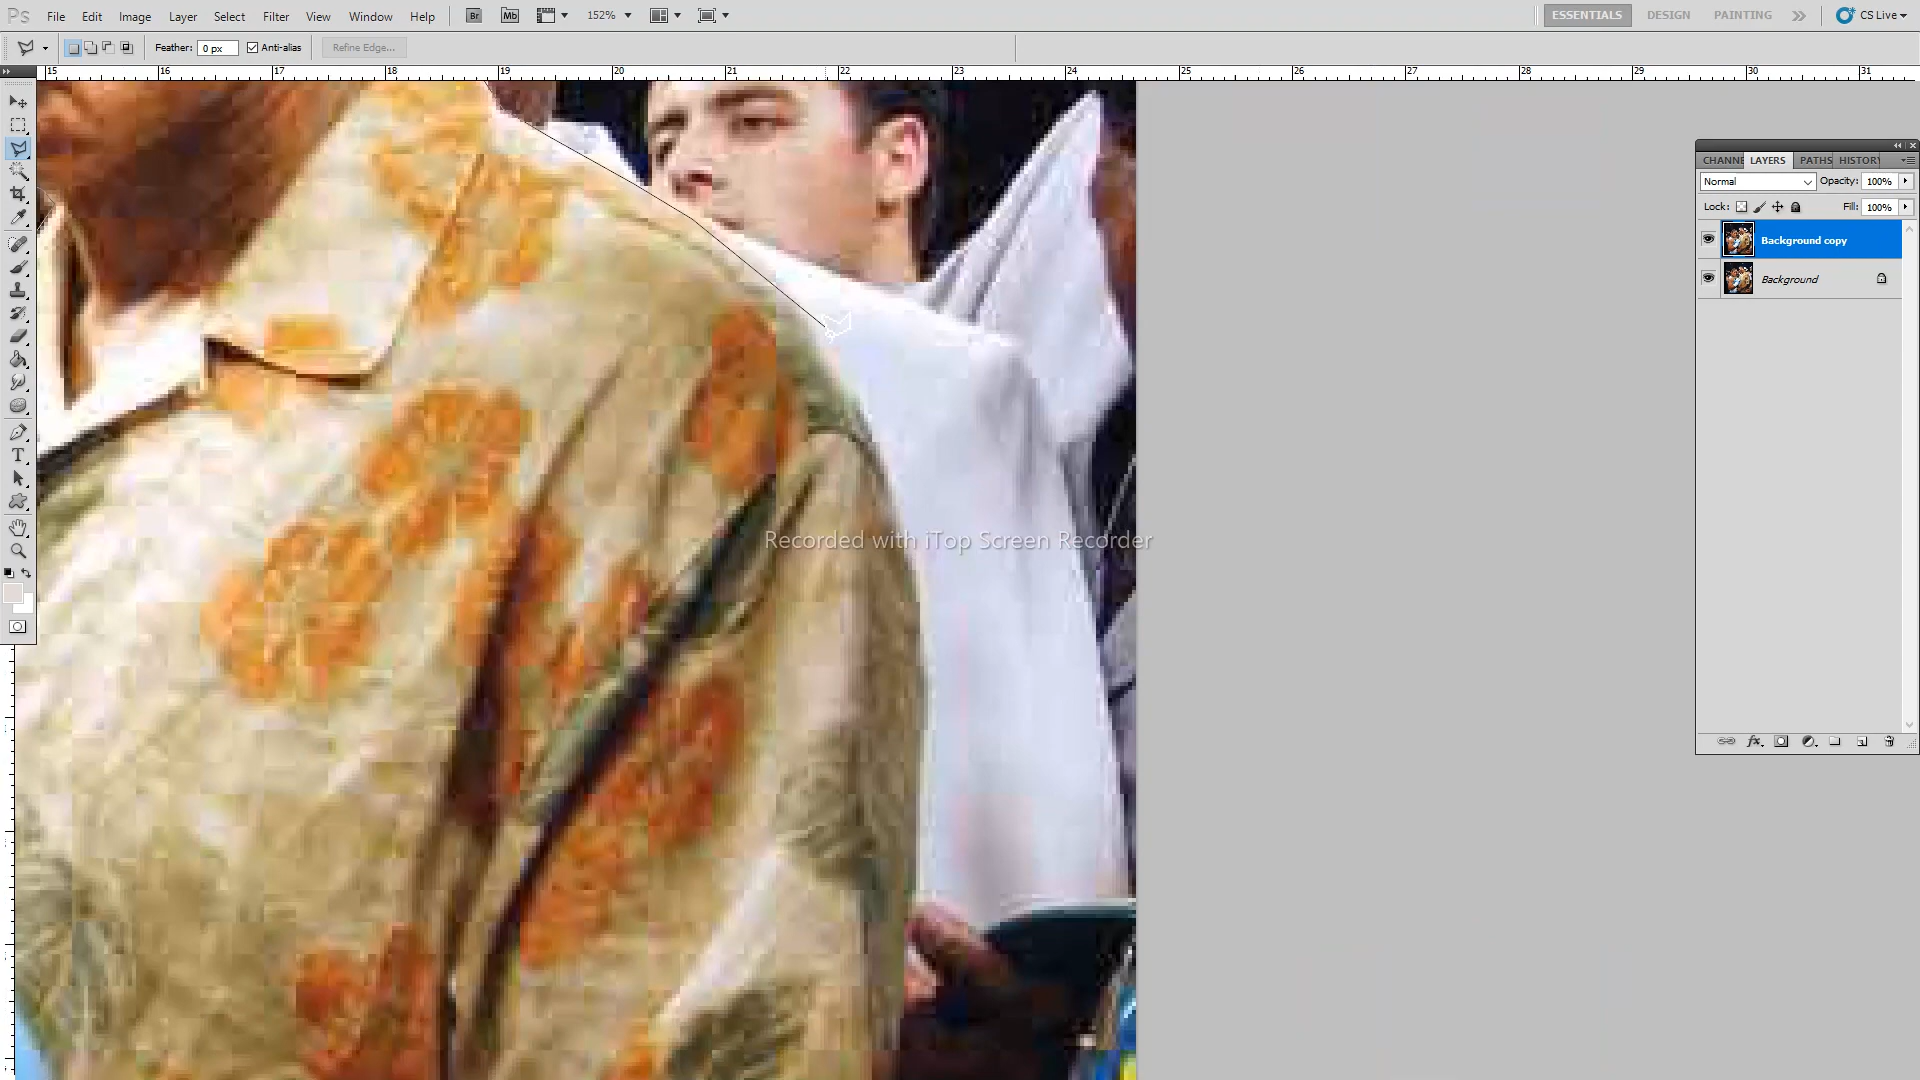 Ps File Edit Image Layer Select Filter View Window Help Br Mb 152% ESSENTIALS DESIGN PAINTING CS Live
Feather: 0 px Anti-alias Refine Edge...
15 16 17 18 19 20 21 22 23 24 25 26 27 28 29 30 31
CHANNE LAYERS PATHS HISTORY
Normal Opacity: 100%
Lock: Fill: 100%
Background copy
Background
Recorded with iTop Screen Recorder
T
fx